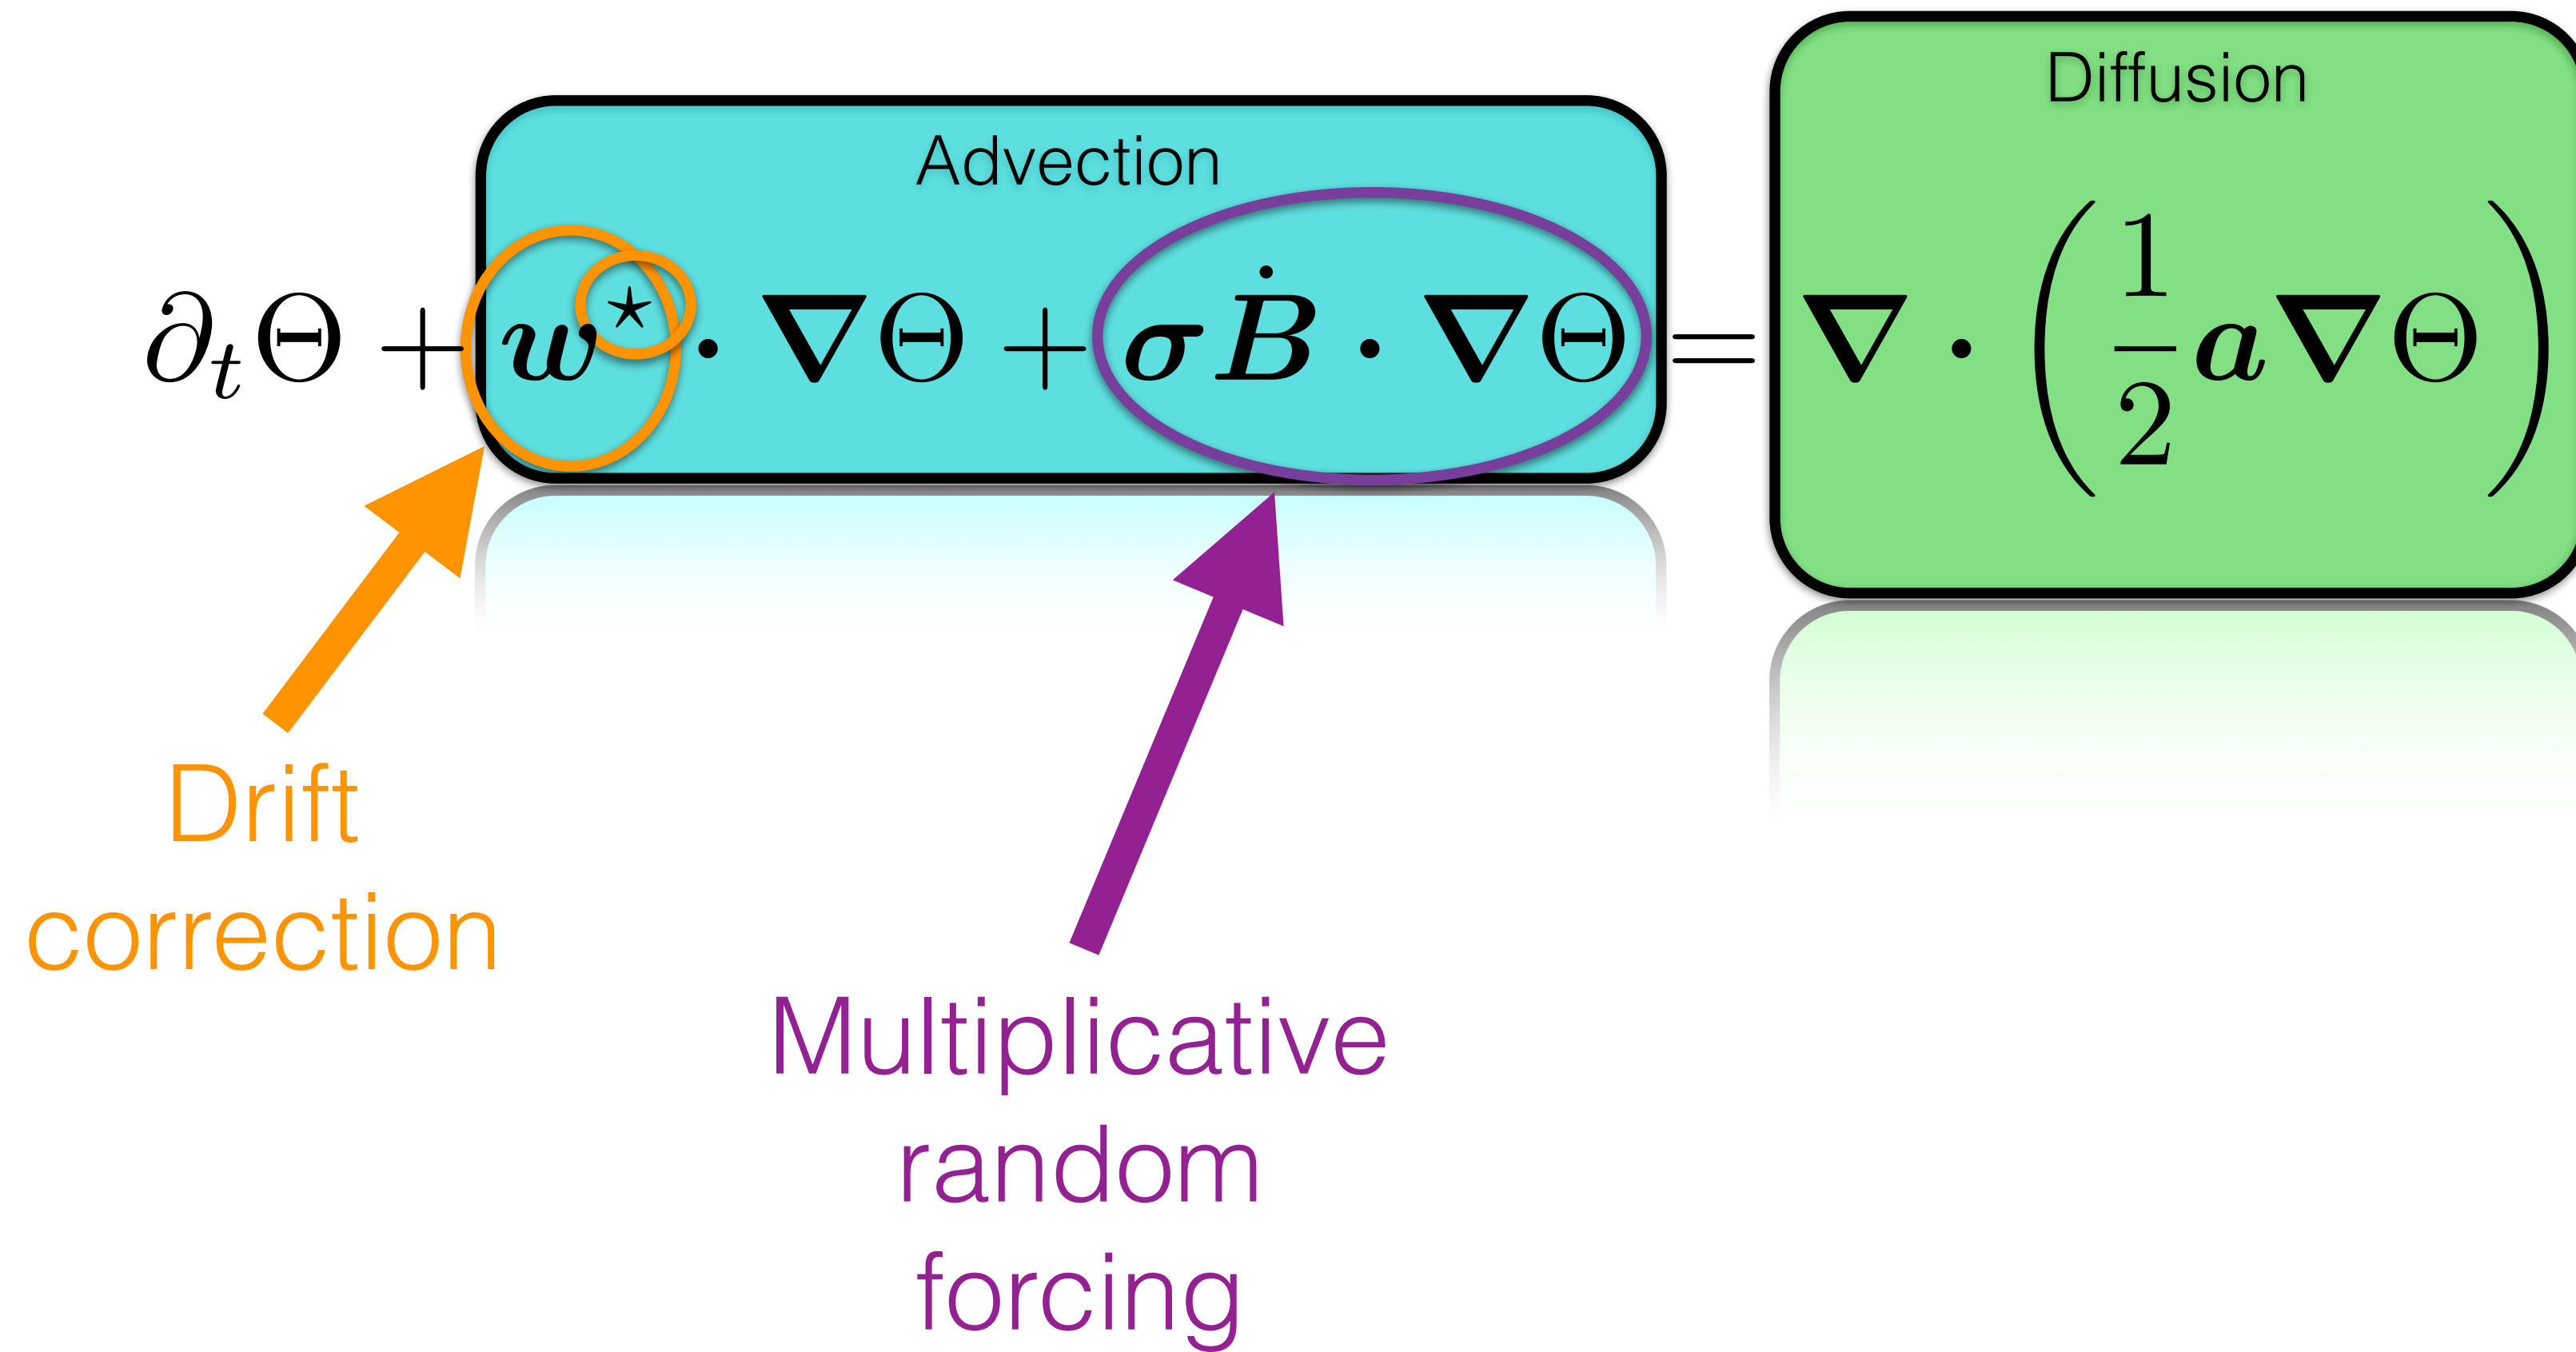 Diffusion
Advection
∂ₜΘ + w* · ∇Θ + σḂ · ∇Θ = ∇ · (½ a∇Θ)
Drift
correction
Multiplicative
random
forcing